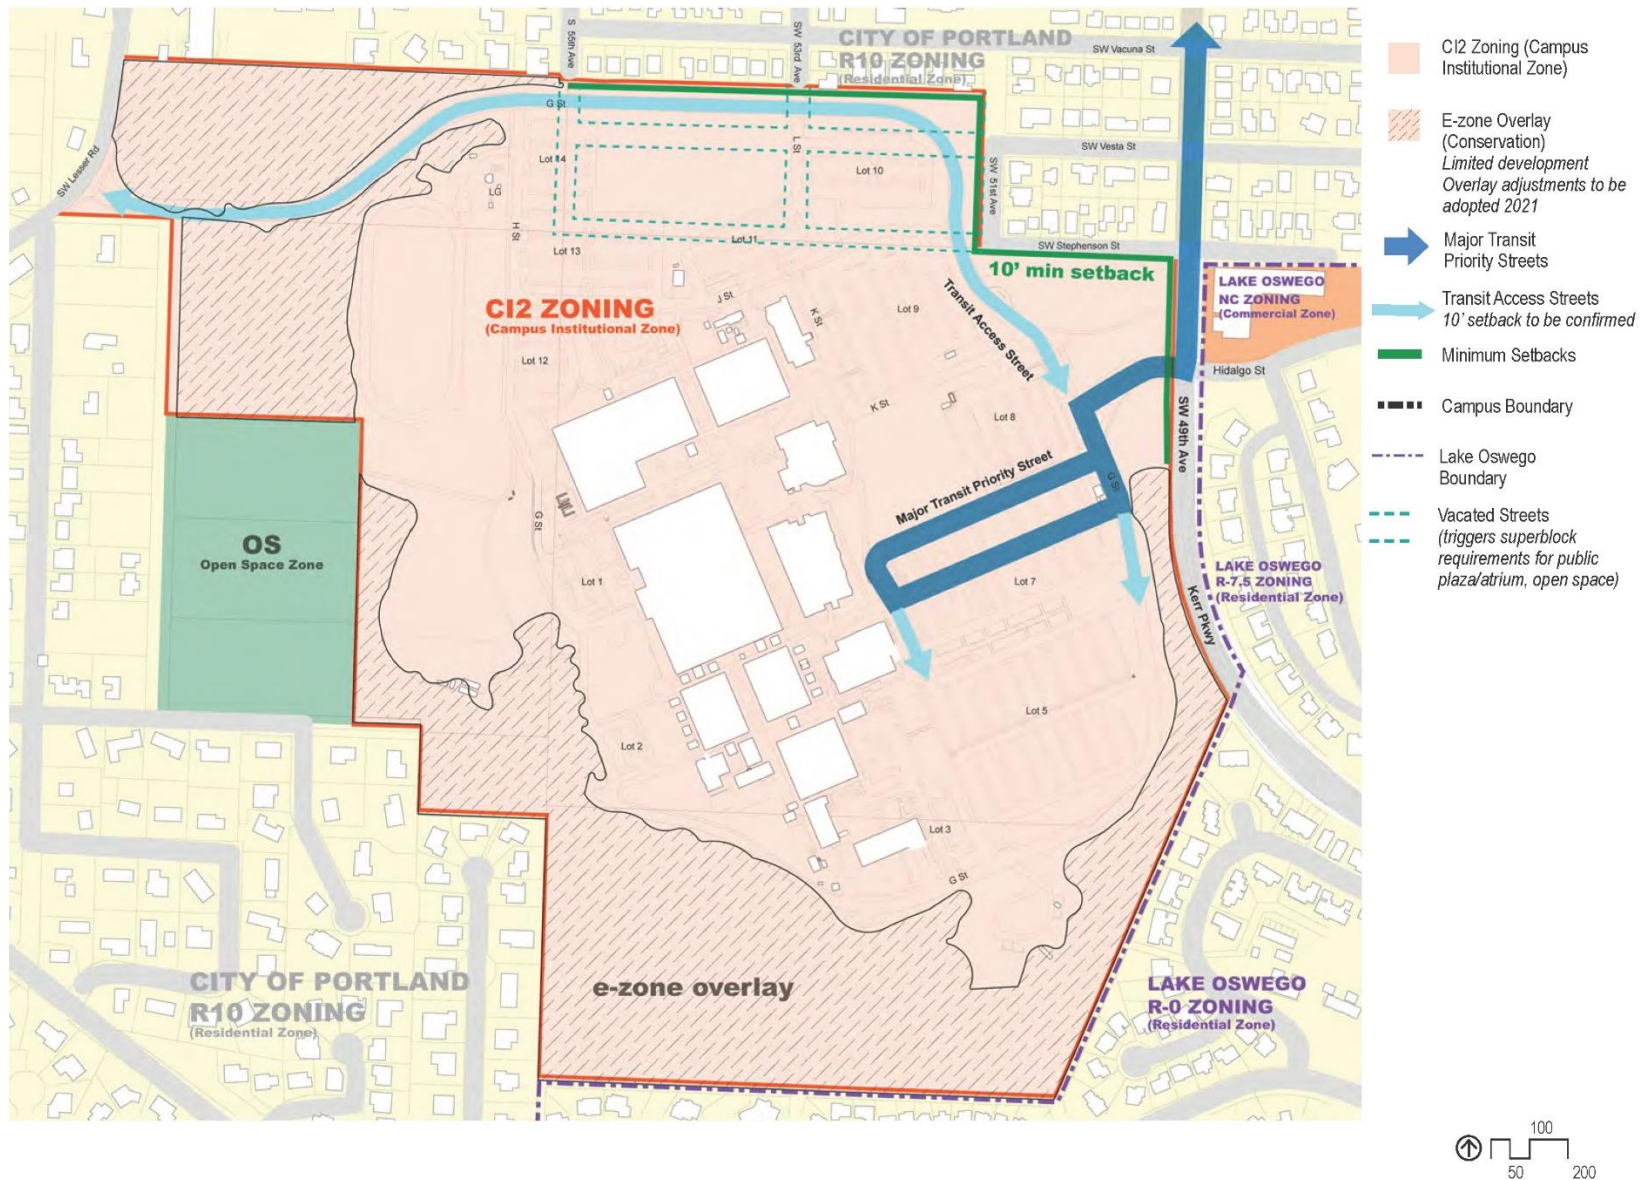 CITY OF PORTLAND
R10 ZONING
(Residential Zone)
S 55th Ave
SW 53rd Ave
SW Vacuna St
SW Vesta St
SW Lesser Rd
G St
Lot 14
L St
Lot 10
SW 51st Ave
LG
H St
Lot 11
Lot 13
SW Stephenson St
10' min setback
CI2 ZONING
(Campus Institutional Zone)
J St
K St
Lot 9
Transit Access Street
LAKE OSWEGO
NC ZONING
(Commercial Zone)
Hidalgo St
Lot 12
K St
Lot 8
SW 49th Ave
Major Transit Priority Street
G St
G St
OS
Open Space Zone
Lot 1
Lot 7
LAKE OSWEGO
R-7.5 ZONING
(Residential Zone)
Kerr Pkwy
Lot 5
Lot 2
Lot 3
G St
e-zone overlay
CITY OF PORTLAND
R10 ZONING
(Residential Zone)
LAKE OSWEGO
R-0 ZONING
(Residential Zone)
CI2 Zoning (Campus
Institutional Zone)
E-zone Overlay
(Conservation)
Limited development
Overlay adjustments to be
adopted 2021
Major Transit
Priority Streets
Transit Access Streets
10' setback to be confirmed
Minimum Setbacks
Campus Boundary
Lake Oswego
Boundary
Vacated Streets
(triggers superblock
requirements for public
plaza/atrium, open space)
100
50
200